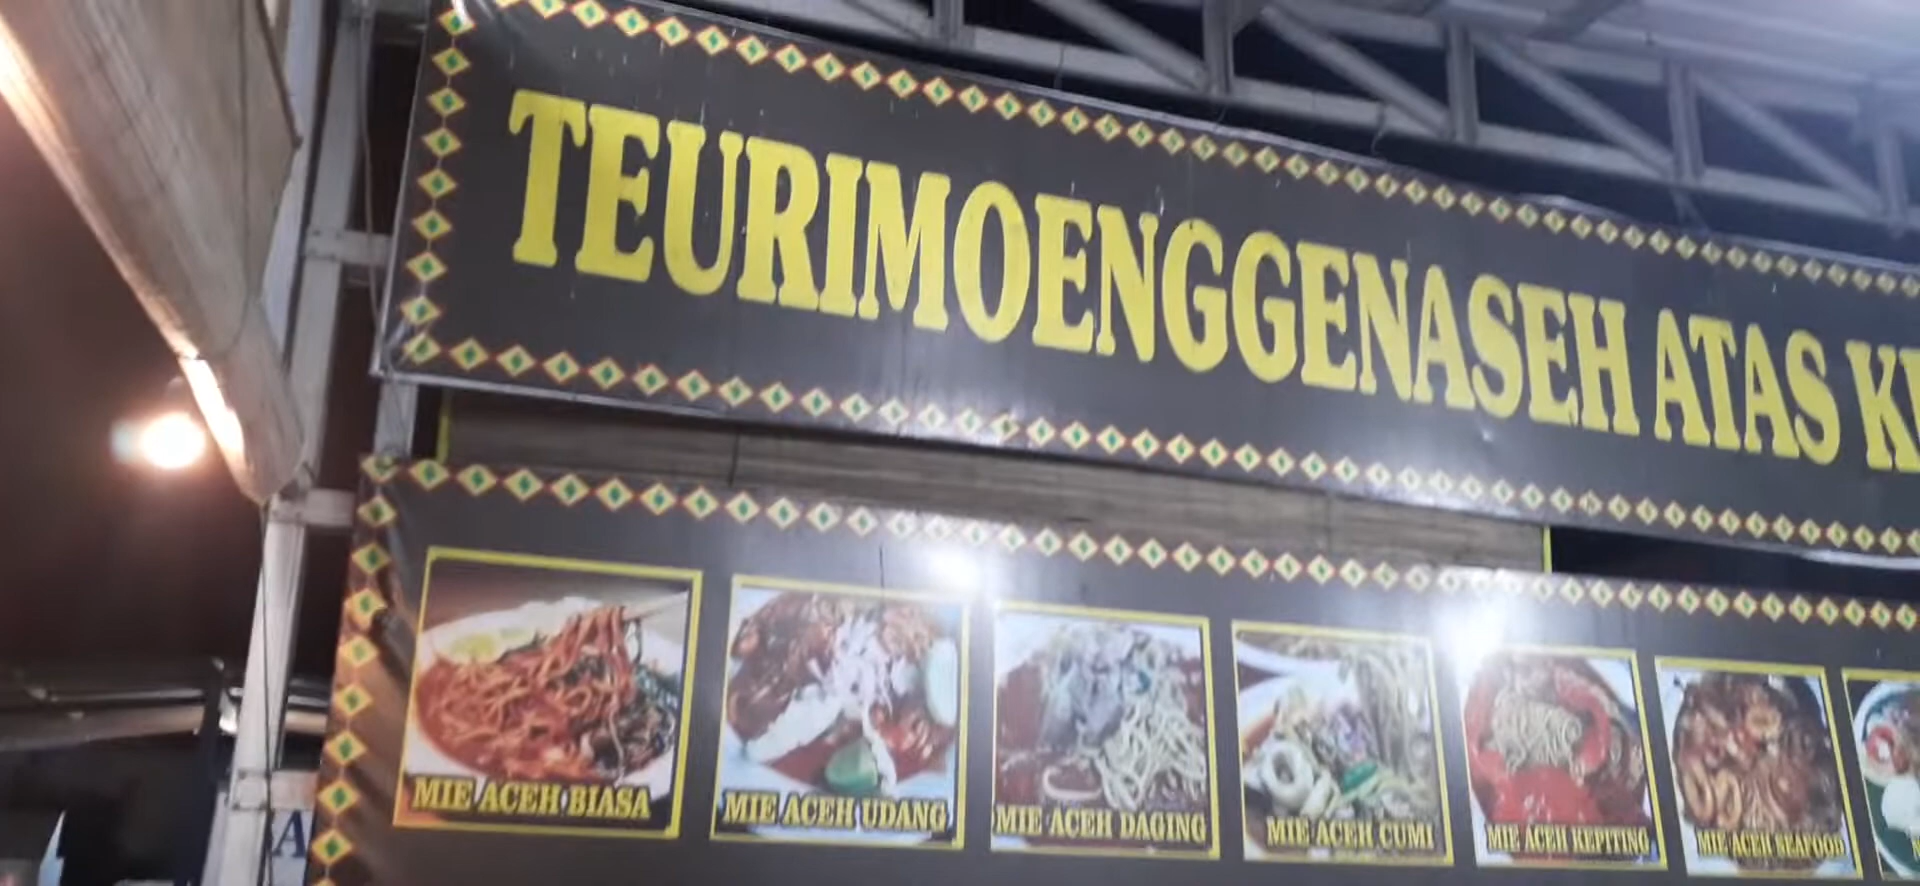 TEURIMOENGGENASEH ATAS
MIE ACEH BIASA
MIE ACEH UDANG
MIE ACEH DAGING
MIE ACEH CUMI
MIE ACEH KEPITING
MIE ACEH SEAFOOD